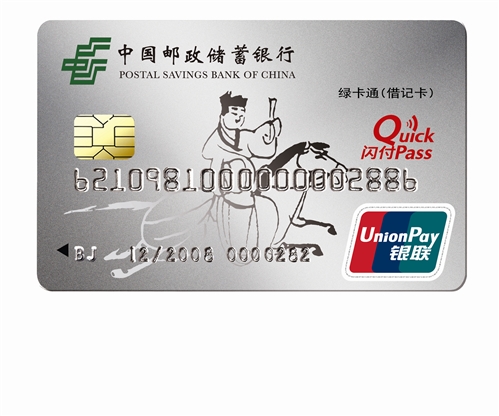 中国邮政储蓄银行
POSTAL SAVINGS BANK OF CHINA
绿卡通(借记卡)
Quick
闪付Pass
6210981000000002886
BJ 12/2008 0000282
UnionPay
银联